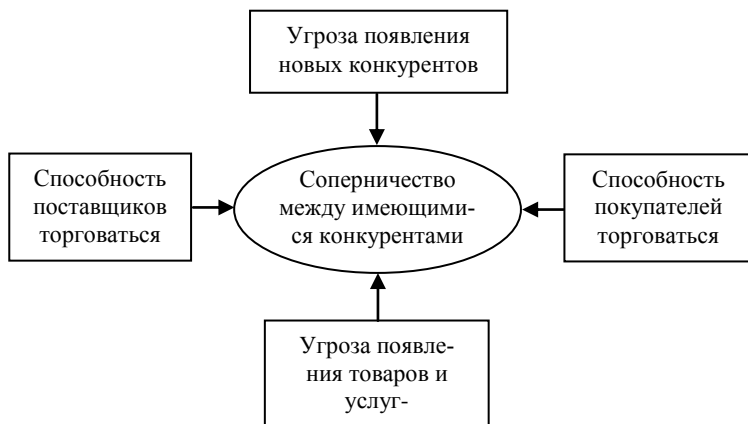 Угроза появления
новых конкурентов
Способность
поставщиков
торговаться
Соперничество
между имеющими-
ся конкурентами
Способность
покупателей
торговаться
Угроза появле-
ния товаров и
услуг-